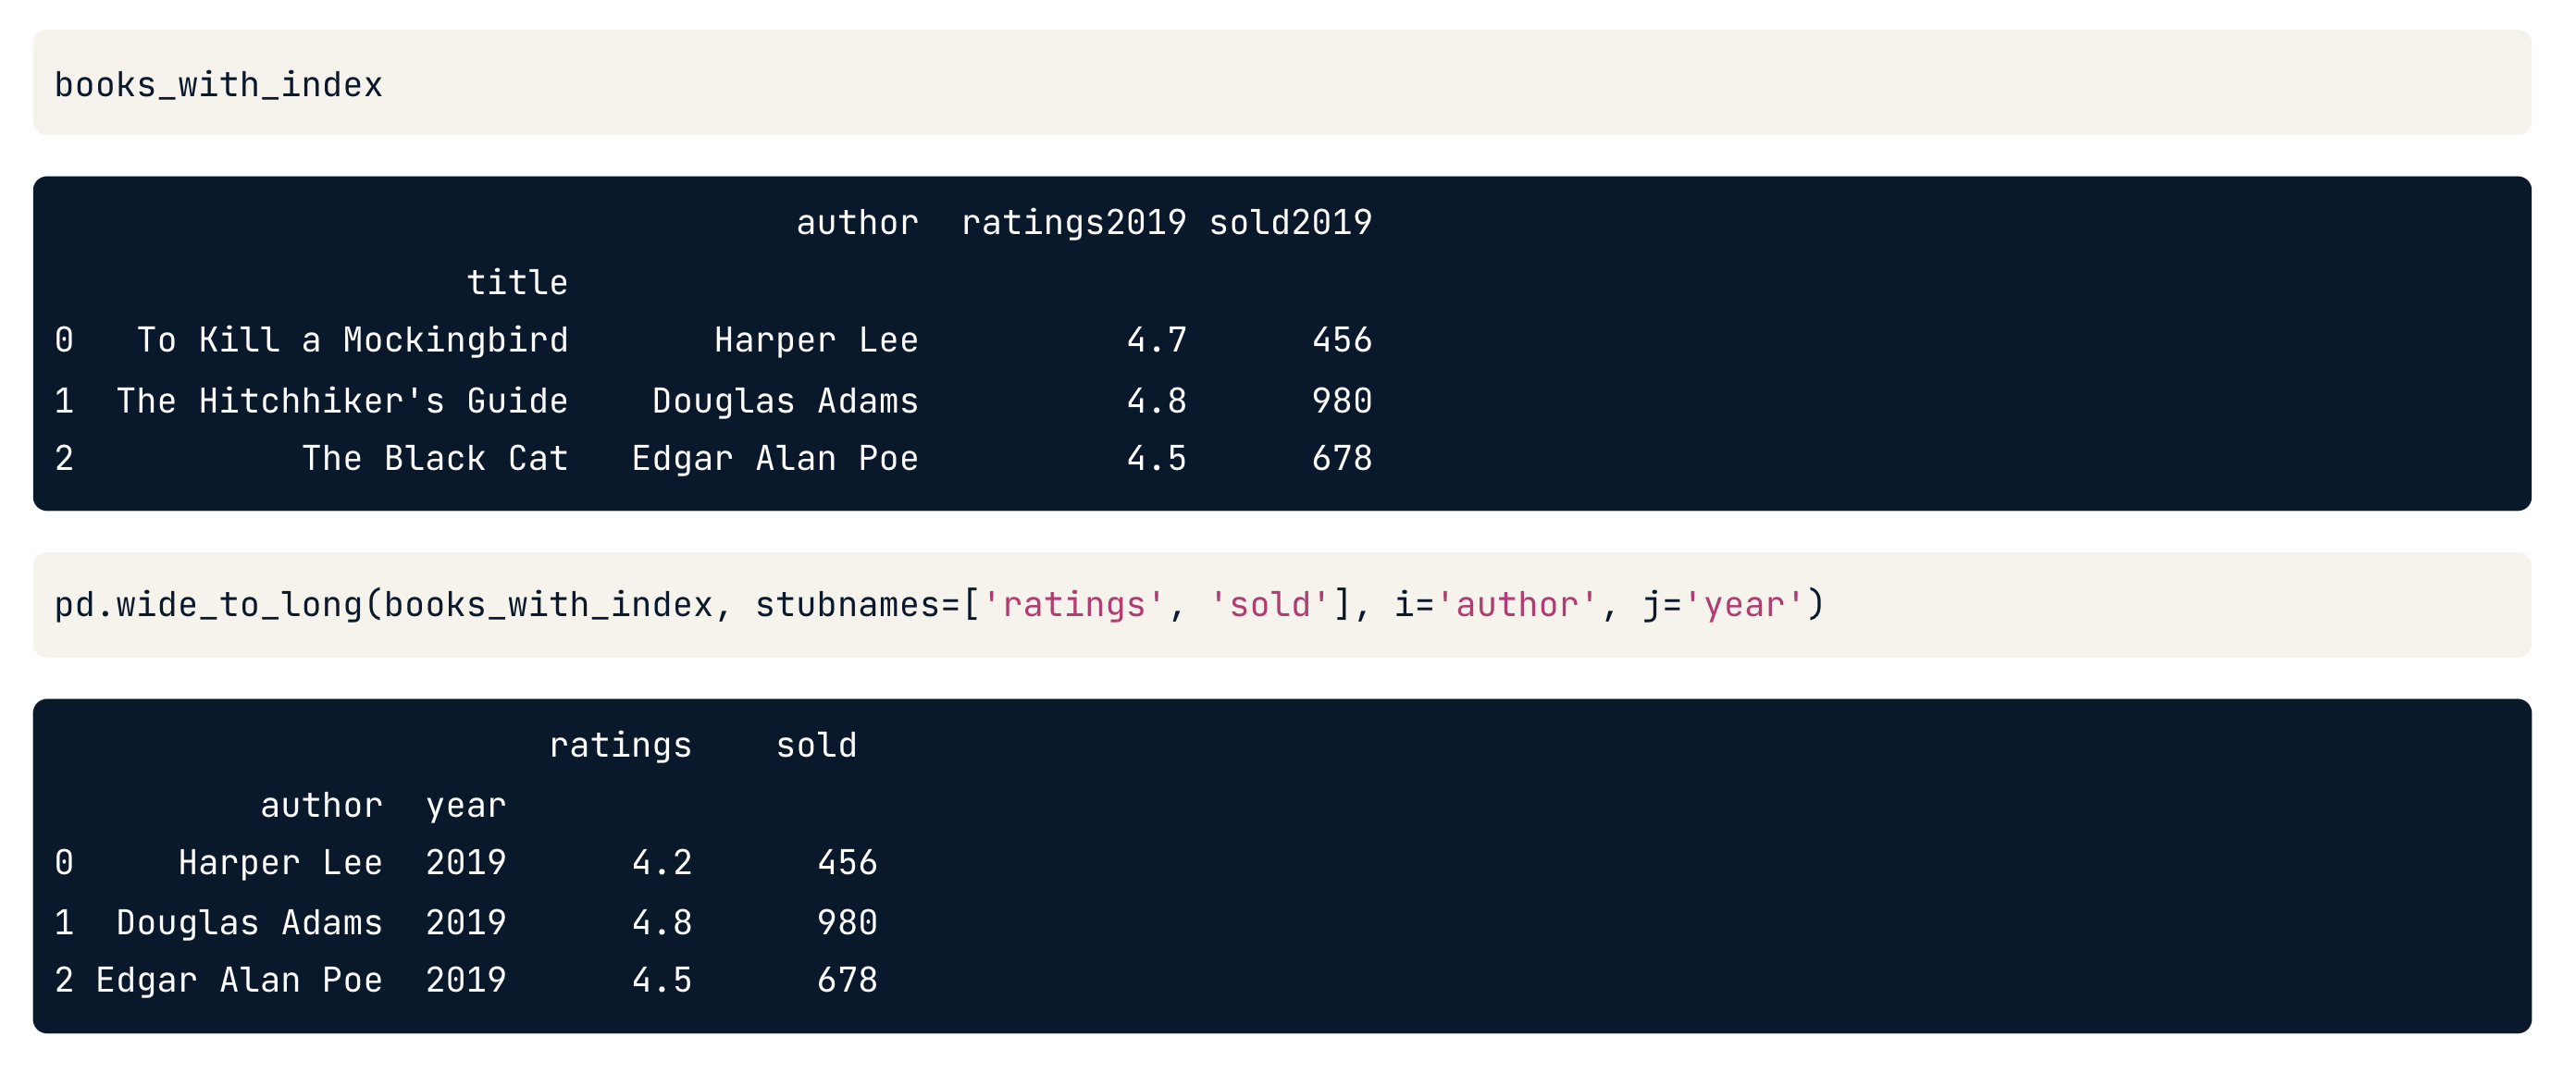 books_with_index
author ratings2019 sold2019
title
0 To Kill a Mockingbird Harper Lee 4.7 456
1 The Hitchhiker's Guide Douglas Adams 4.8 980
2 The Black Cat Edgar Alan Poe 4.5 678
pd.wide_to_long(books_with_index, stubnames=['ratings', 'sold'], i='author', j='year')
ratings sold
author year
0 Harper Lee 2019 4.2 456
1 Douglas Adams 2019 4.8 980
2 Edgar Alan Poe 2019 4.5 678